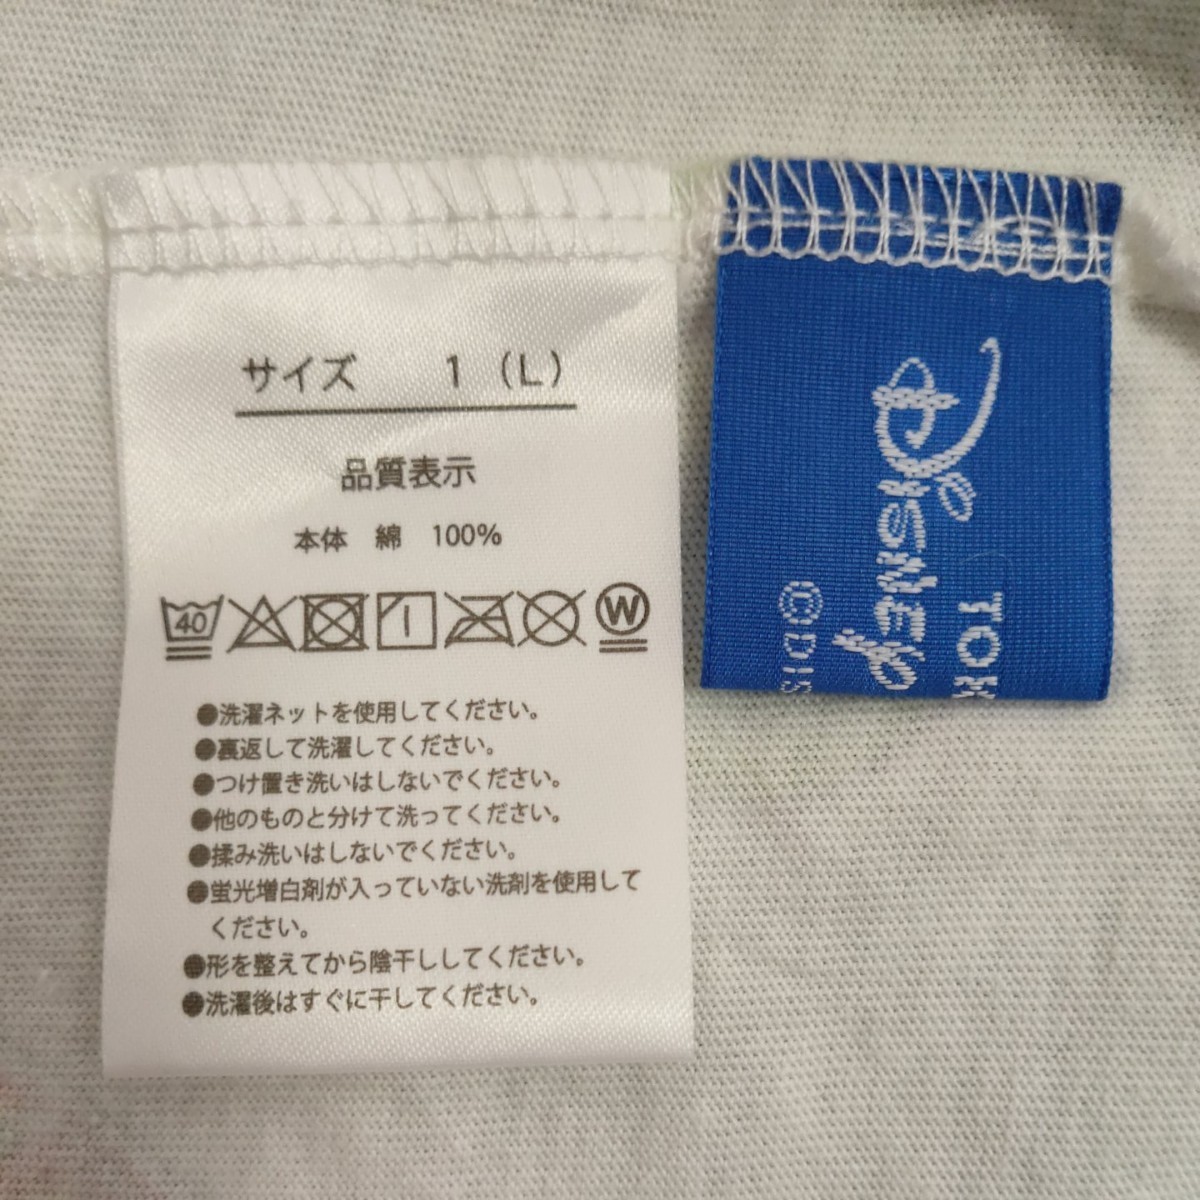 サイズ 1（L）
品質表示
本体 綿 100%
40 W
●洗濯ネットを使用してください。
●裏返して洗濯してください。
●つけ置き洗いはしないでください。
●他のものと分けて洗ってください。
●揉み洗いはしないでください。
●蛍光増白剤が入っていない洗剤を使用して
ください。
●形を整えてから陰干ししてください。
●洗濯後はすぐに干してください。
Disney
TOK
©DIS